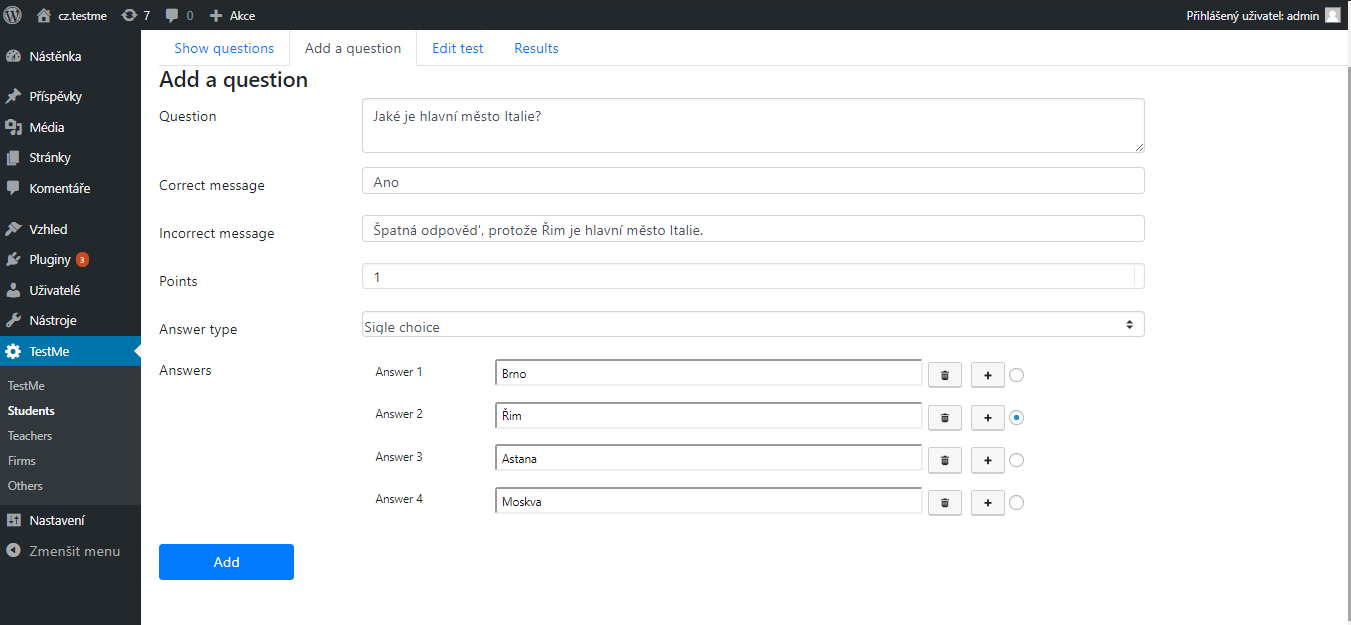 cz.testme 7 0 + Akce Přihlášený uživatel: admin
Nástěnka
Příspěvky
Média
Stránky
Komentáře
Vzhled
Pluginy 3
Uživatelé
Nástroje
TestMe
TestMe
Students
Teachers
Firms
Others
Nastavení
Zmenšit menu
Show questions Add a question Edit test Results
Add a question
Question Jaké je hlavní město Italie?
Correct message Ano
Incorrect message Špatná odpověd', protože Řim je hlavní město Italie.
Points 1
Answer type Sigle choice
Answers Answer 1 Brno +
Answer 2 Řim +
Answer 3 Astana +
Answer 4 Moskva +
Add